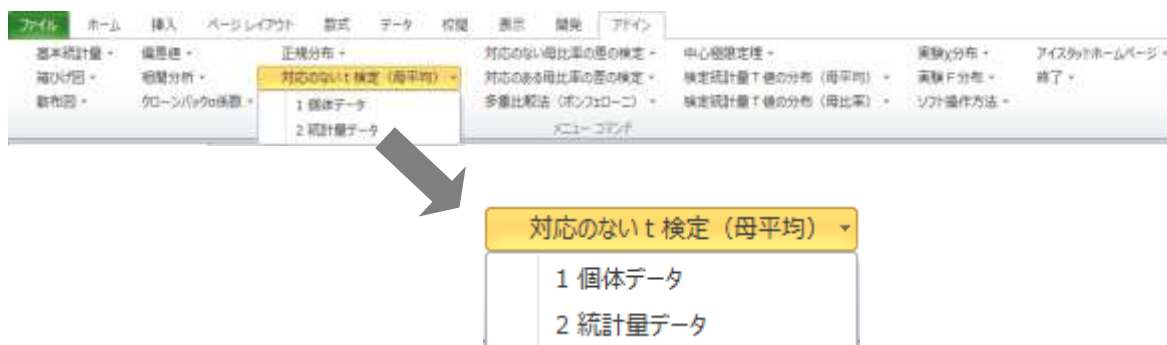 ファイル ホーム 挿入 ページ レイアウト 数式 データ 校閲 表示 開発 アドイン
基本統計量 偏差値 正規分布 対応のない母比率の差の検定 中心極限定理 実験χ分布 アイスタットホームページ
箱ひげ図 相関分析 対応のないt検定（母平均） 対応のある母比率の差の検定 検定統計量T値の分布（母平均） 実験F分布 終了
散布図 クローンバックα係数 1 個体データ 多重比較法（ボンフェローニ） 検定統計量T値の分布（母比率） ソフト操作方法
2 統計量データ
メニュー コマンド
対応のない t 検定（母平均）
1 個体データ
2 統計量データ